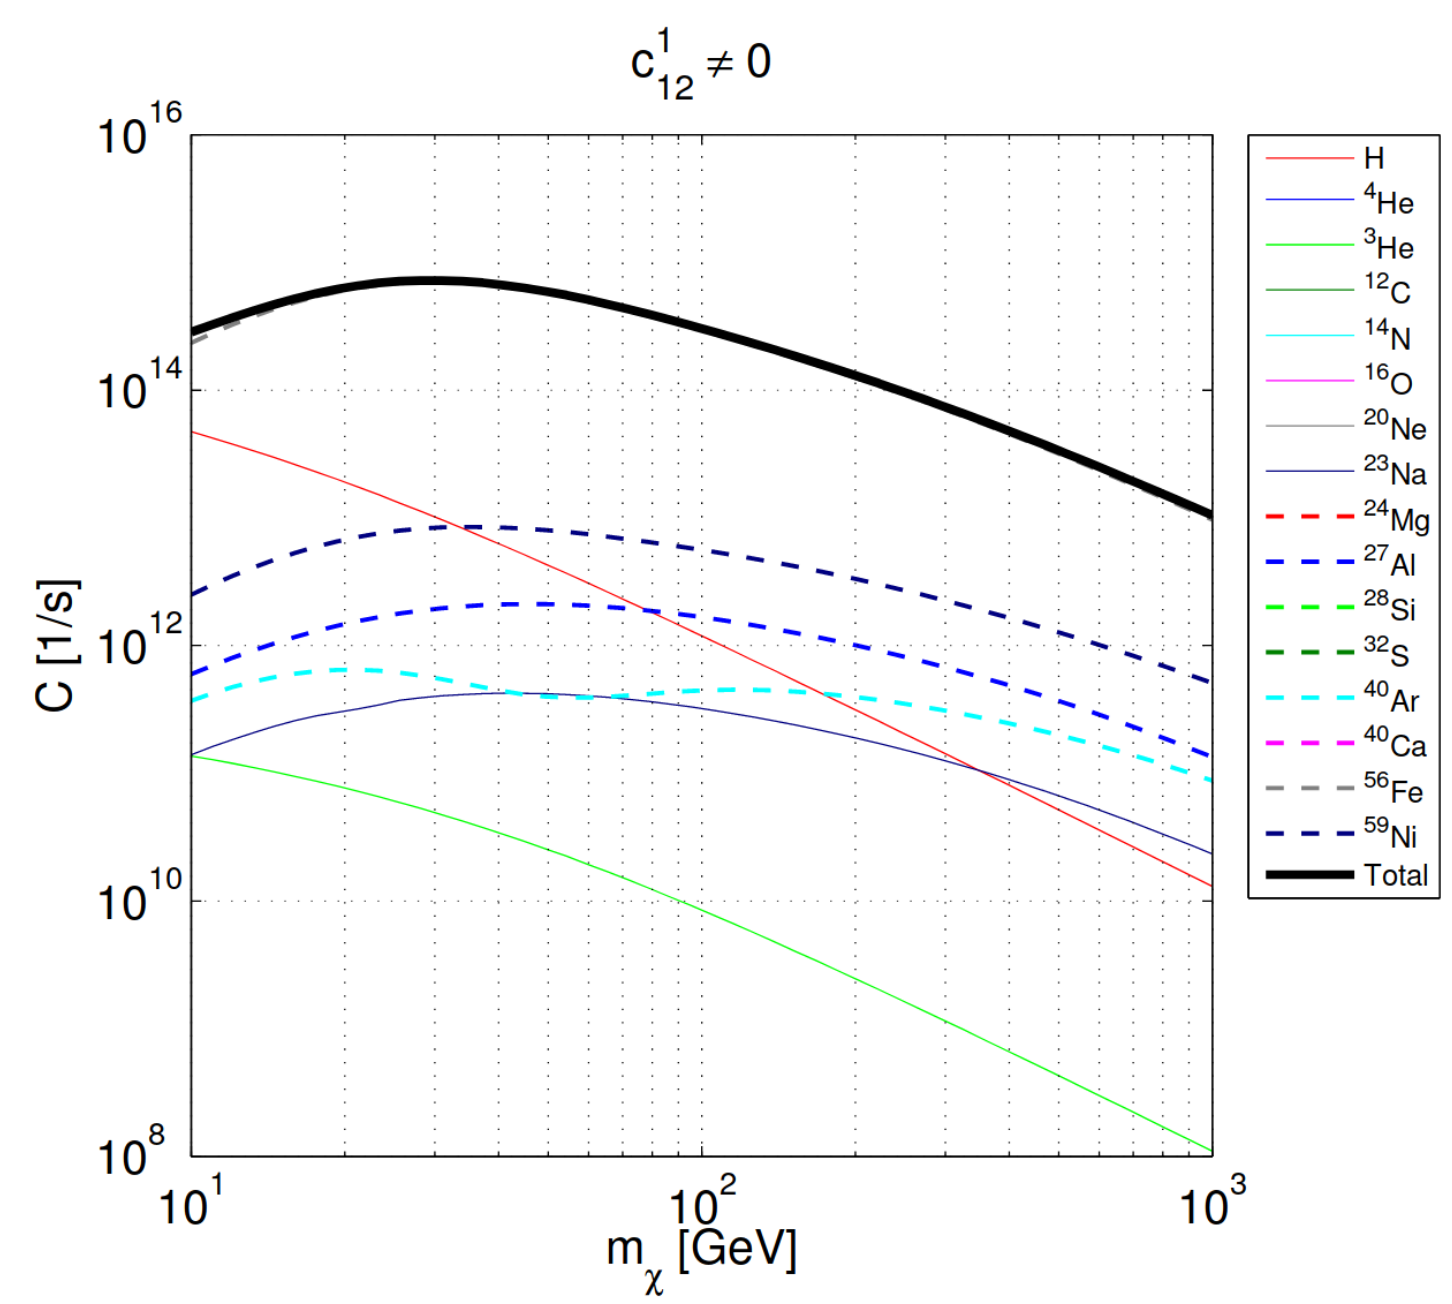 c¹₁₂ ≠ 0
10¹⁶
10¹⁴
10¹²
10¹⁰
10⁸
C [1/s]
10¹ 10² 10³
m_χ [GeV]
H
⁴He
³He
¹²C
¹⁴N
¹⁶O
²⁰Ne
²³Na
²⁴Mg
²⁷Al
²⁸Si
³²S
⁴⁰Ar
⁴⁰Ca
⁵⁶Fe
⁵⁹Ni
Total